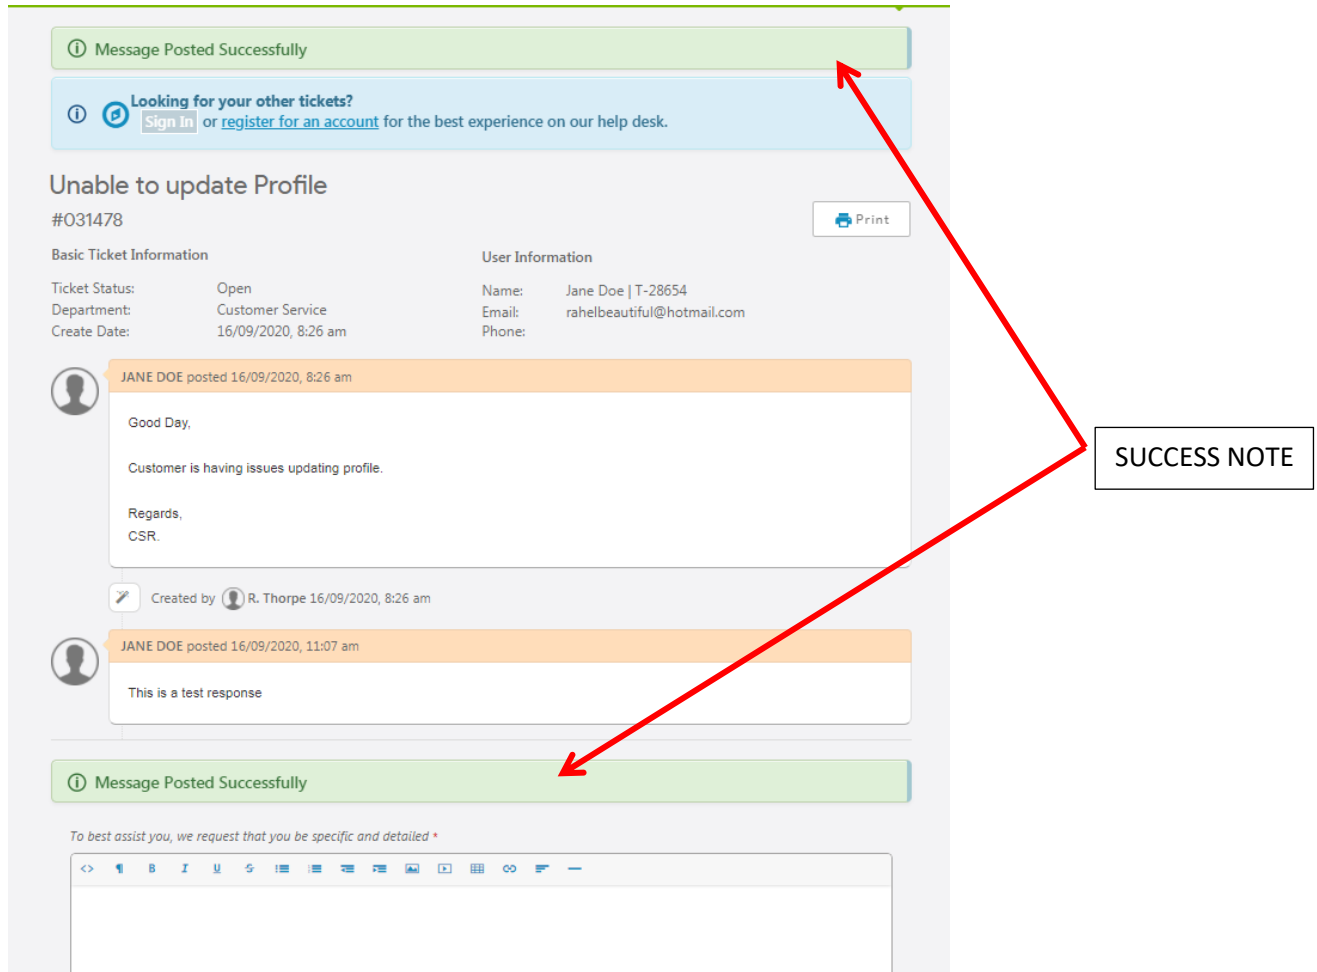 Message Posted Successfully
Looking for your other tickets?
Sign In or register for an account for the best experience on our help desk.
Unable to update Profile
#031478
Print
Basic Ticket Information
User Information
Ticket Status: Open
Name: Jane Doe | T-28654
Department: Customer Service
Email: rahelbeautiful@hotmail.com
Create Date: 16/09/2020, 8:26 am
Phone:
JANE DOE posted 16/09/2020, 8:26 am
Good Day,
Customer is having issues updating profile.
Regards,
CSR.
SUCCESS NOTE
Created by R. Thorpe 16/09/2020, 8:26 am
JANE DOE posted 16/09/2020, 11:07 am
This is a test response
Message Posted Successfully
To best assist you, we request that you be specific and detailed *